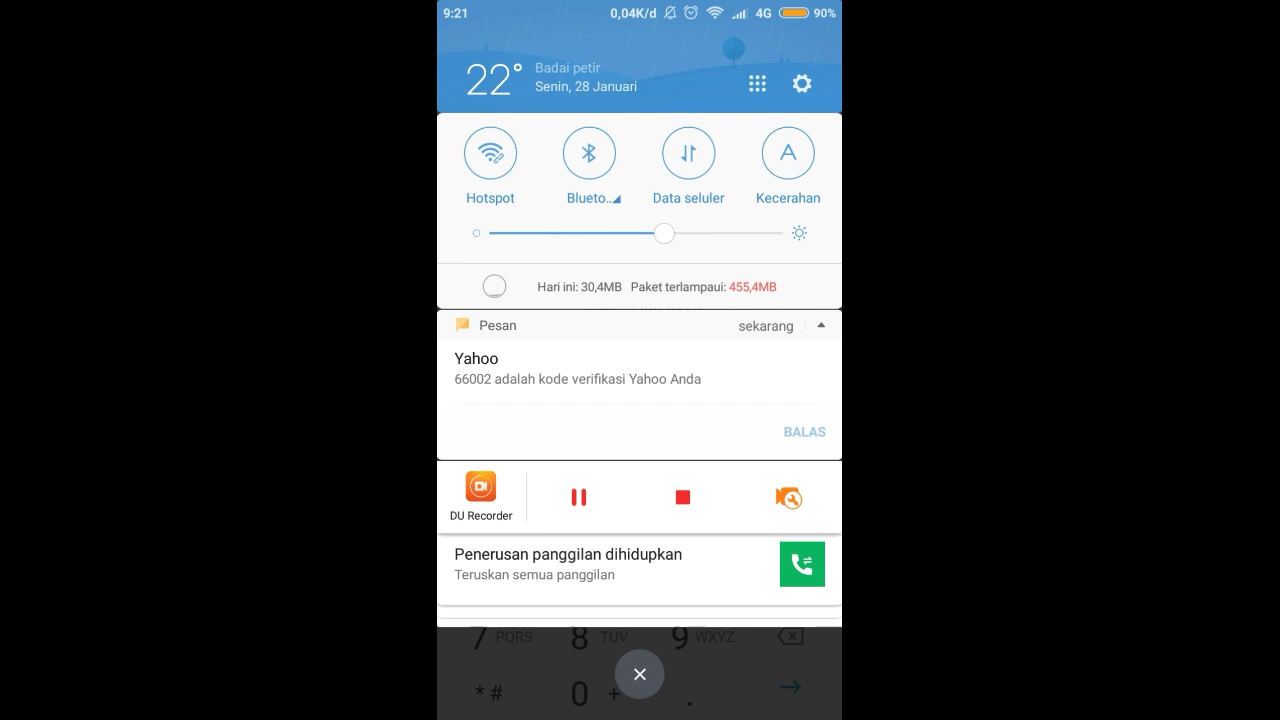 9:21 0,04K/d 4G 90%
22° Badai petir
Senin, 28 Januari
Hotspot Blueto.. Data seluler Kecerahan
Hari ini: 30,4MB Paket terlampaui: 455,4MB
Pesan sekarang
Yahoo
66002 adalah kode verifikasi Yahoo Anda
BALAS
DU Recorder
Penerusan panggilan dihidupkan
Teruskan semua panggilan
7 PQRS 8 TUV 9 WXYZ
* # 0 + .